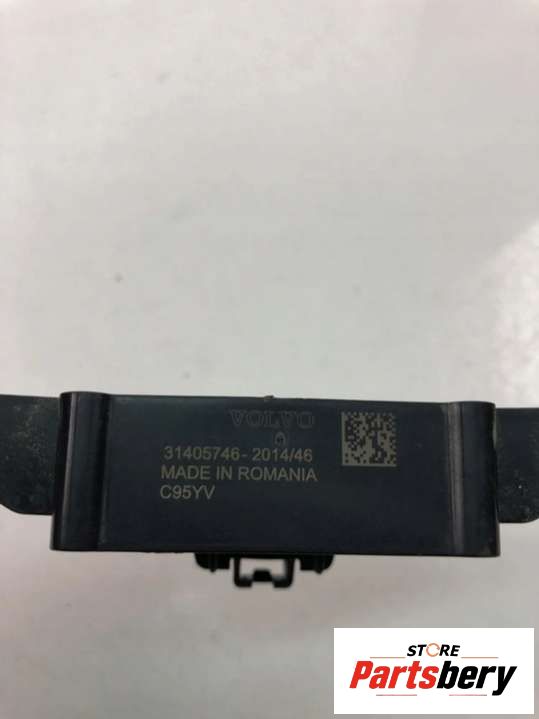 VOLVO
31405746-2014/46
MADE IN ROMANIA
C95YV
STORE
Partsbery